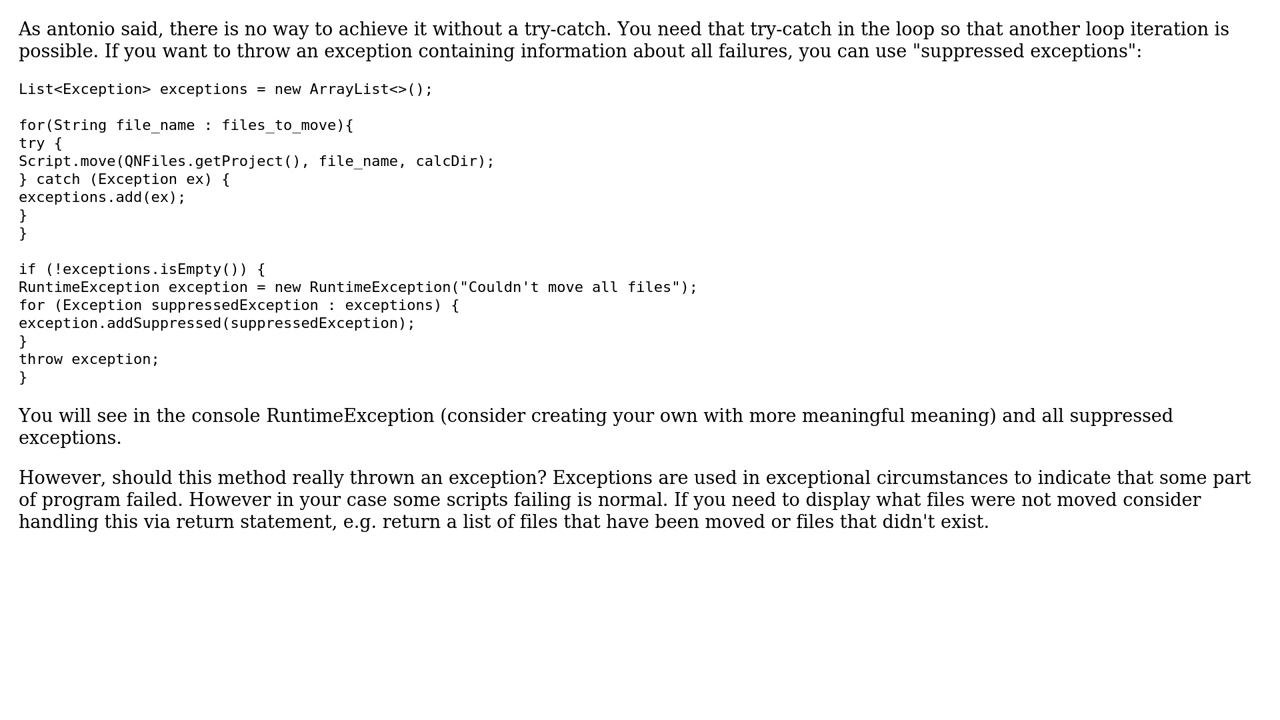 As antonio said, there is no way to achieve it without a try-catch. You need that try-catch in the loop so that another loop iteration is
possible. If you want to throw an exception containing information about all failures, you can use "suppressed exceptions":
List<Exception> exceptions = new ArrayList<>();
for(String file_name : files_to_move){
try {
Script.move(QNFiles.getProject(), file_name, calcDir);
} catch (Exception ex) {
exceptions.add(ex);
}
}
if (!exceptions.isEmpty()) {
RuntimeException exception = new RuntimeException("Couldn't move all files");
for (Exception suppressedException : exceptions) {
exception.addSuppressed(suppressedException);
}
throw exception;
}
You will see in the console RuntimeException (consider creating your own with more meaningful meaning) and all suppressed
exceptions.
However, should this method really thrown an exception? Exceptions are used in exceptional circumstances to indicate that some part
of program failed. However in your case some scripts failing is normal. If you need to display what files were not moved consider
handling this via return statement, e.g. return a list of files that have been moved or files that didn't exist.